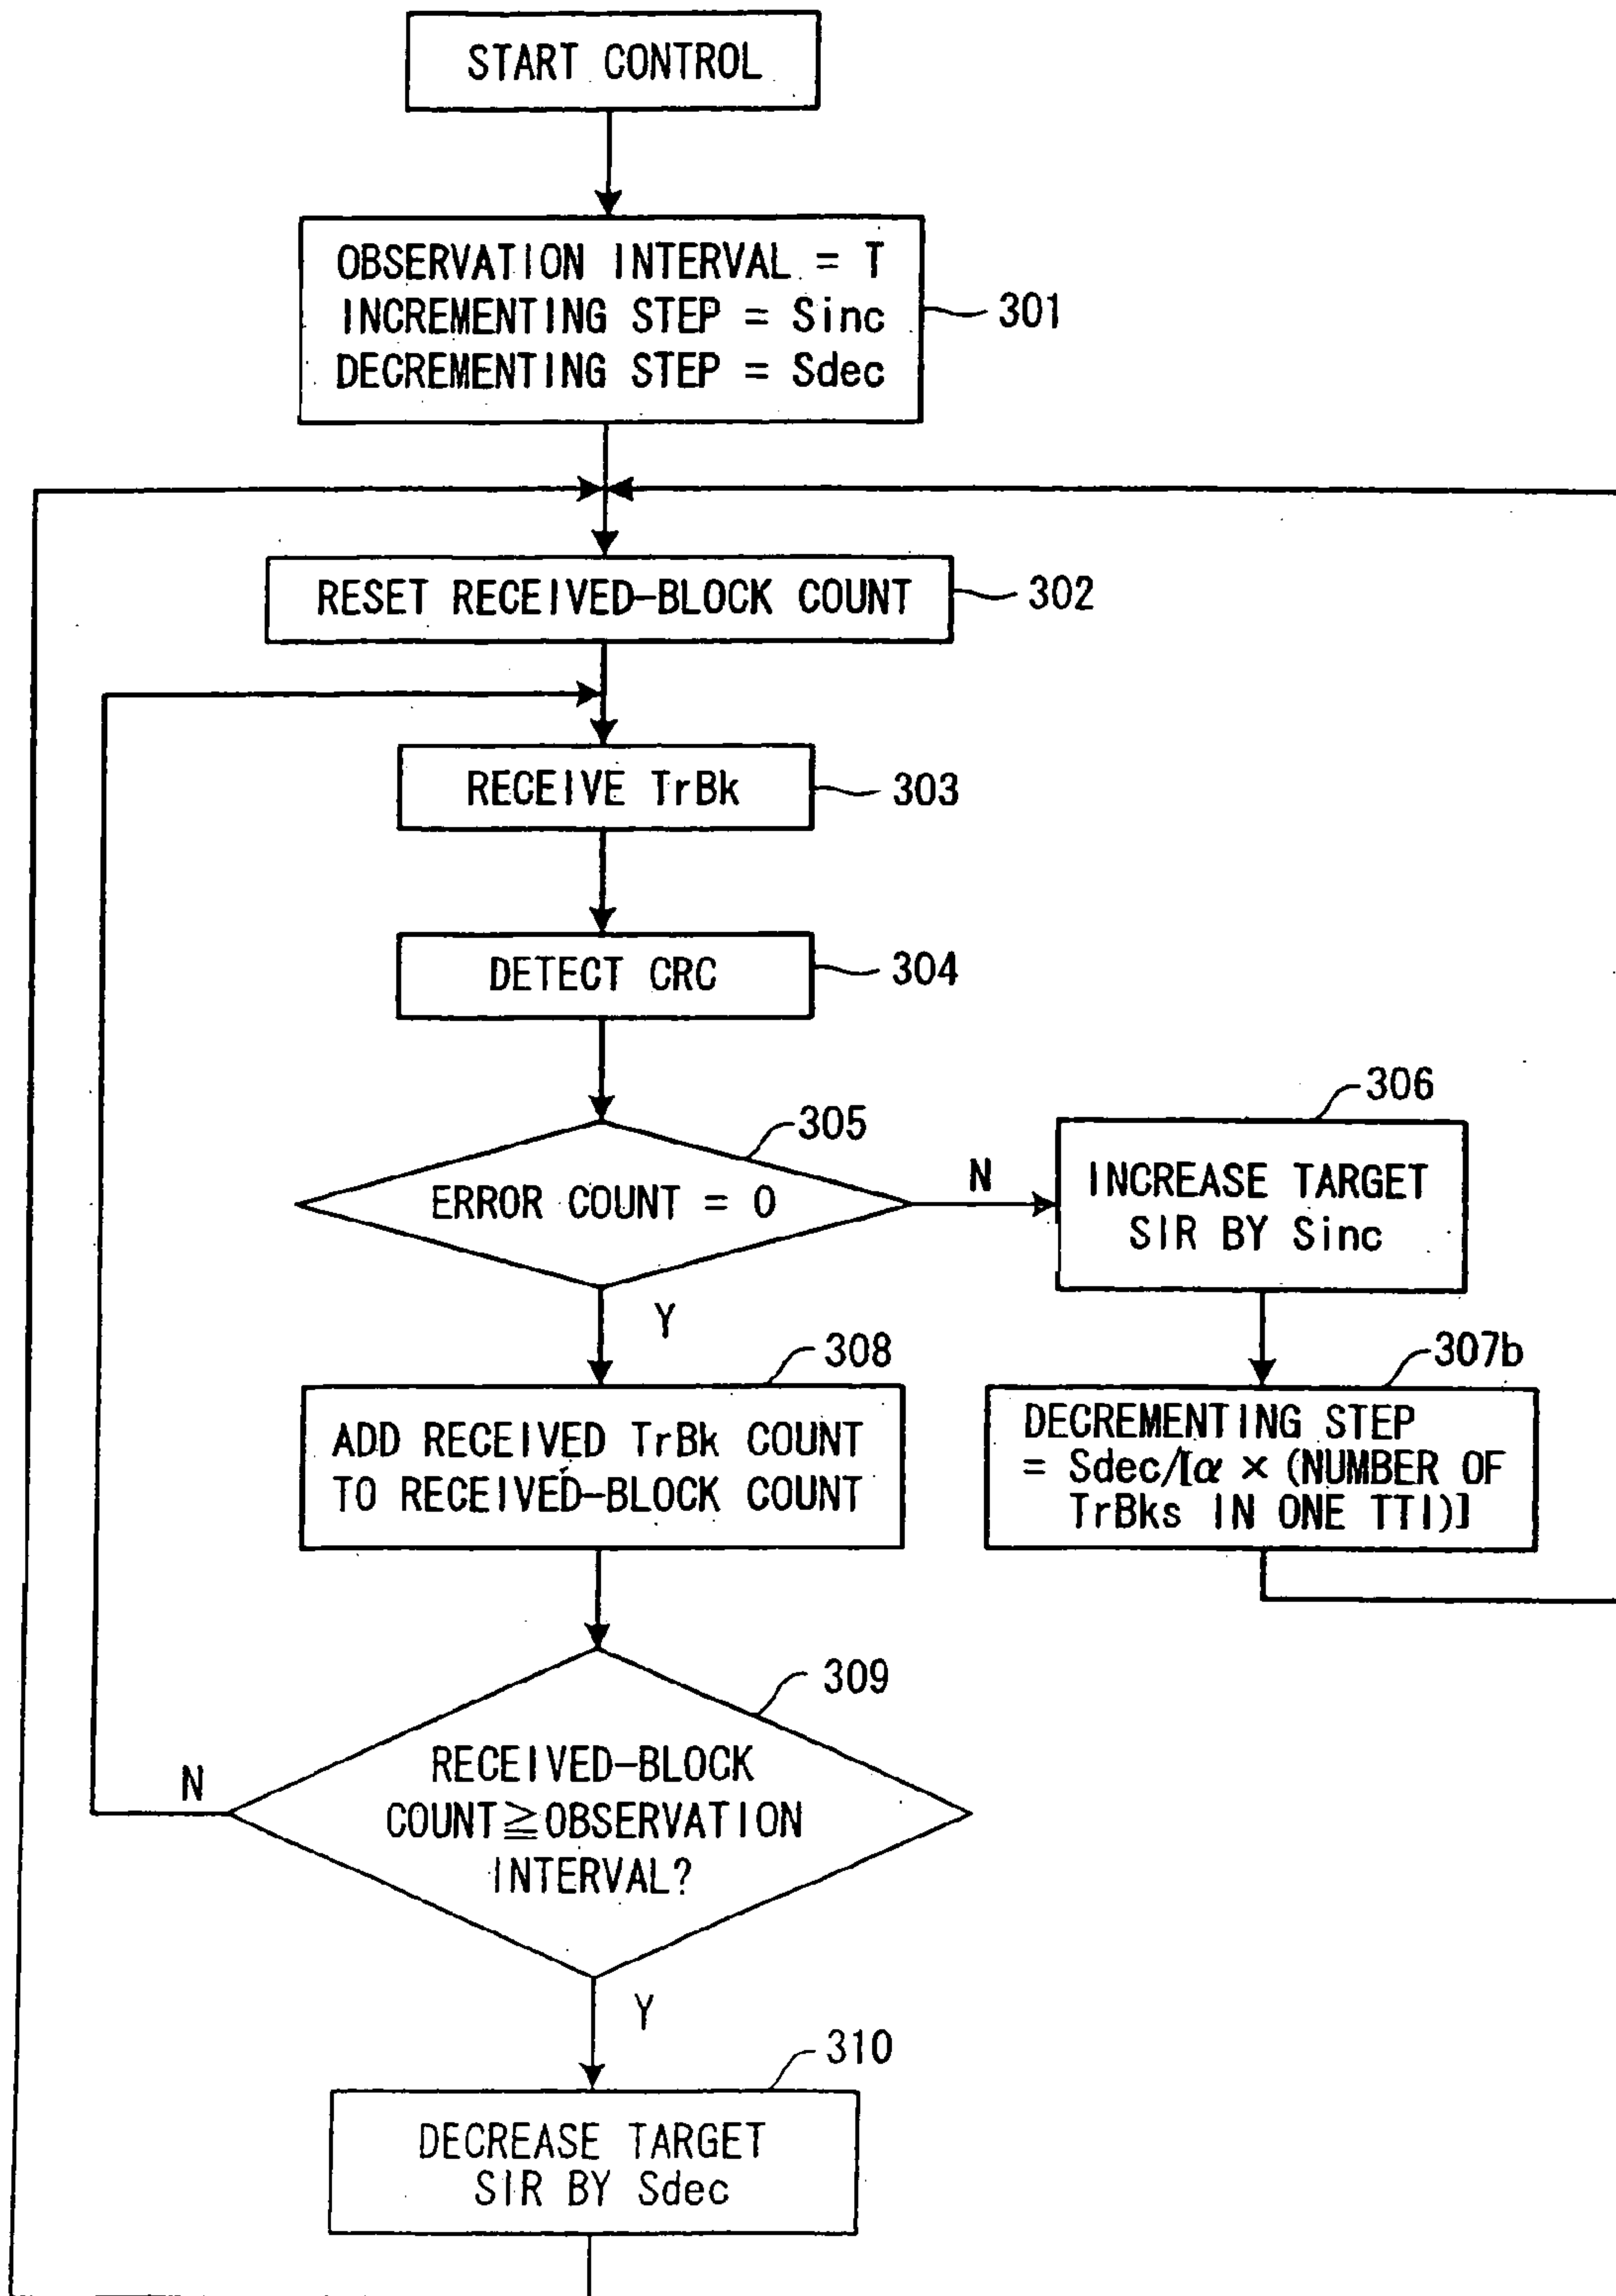 START CONTROL
OBSERVATION INTERVAL = T
INCREMENTING STEP = Sinc
DECREMENTING STEP = Sdec
301
RESET RECEIVED-BLOCK COUNT
302
RECEIVE TrBk
303
DETECT CRC
304
305
ERROR COUNT = 0
N
306
INCREASE TARGET
SIR BY Sinc
Y
307b
DECREMENTING STEP
= Sdec/[α × (NUMBER OF
TrBks IN ONE TTI)]
308
ADD RECEIVED TrBk COUNT
TO RECEIVED-BLOCK COUNT
309
RECEIVED-BLOCK
COUNT≧OBSERVATION
INTERVAL?
N
Y
310
DECREASE TARGET
SIR BY Sdec